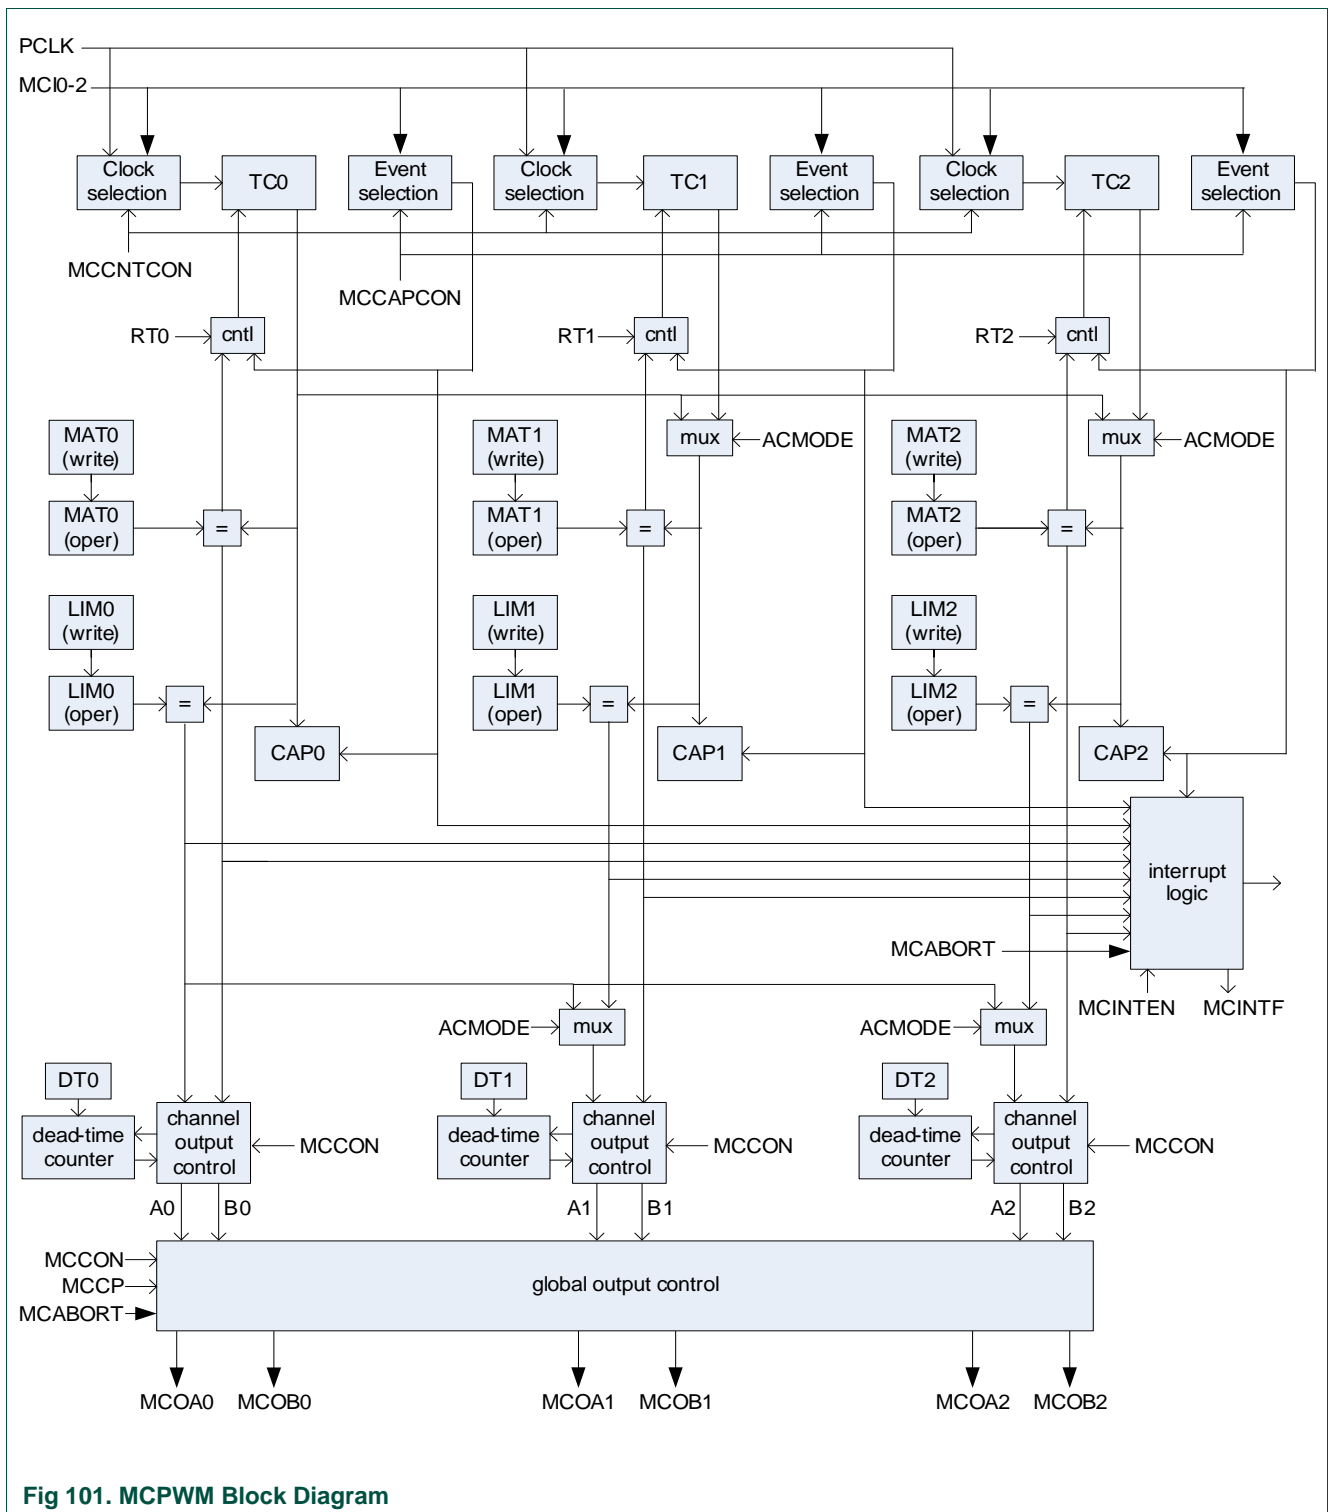 PCLK
MCI0-2
Clock
selection
TC0
Event
selection
Clock
selection
TC1
Event
selection
Clock
selection
TC2
Event
selection
MCCNTCON
MCCAPCON
RT0
cntl
RT1
cntl
RT2
cntl
MAT0
(write)
MAT1
(write)
mux
ACMODE
MAT2
(write)
mux
ACMODE
MAT0
(oper)
=
MAT1
(oper)
=
MAT2
(oper)
=
LIM0
(write)
LIM1
(write)
LIM2
(write)
LIM0
(oper)
=
LIM1
(oper)
=
LIM2
(oper)
=
CAP0
CAP1
CAP2
interrupt
logic
MCABORT
MCINTEN
MCINTF
ACMODE
mux
ACMODE
mux
DT0
DT1
DT2
dead-time
counter
channel
output
control
MCCON
dead-time
counter
channel
output
control
MCCON
dead-time
counter
channel
output
control
MCCON
A0
B0
A1
B1
A2
B2
MCCON
MCCP
MCABORT
global output control
MCOA0
MCOB0
MCOA1
MCOB1
MCOA2
MCOB2
Fig 101. MCPWM Block Diagram